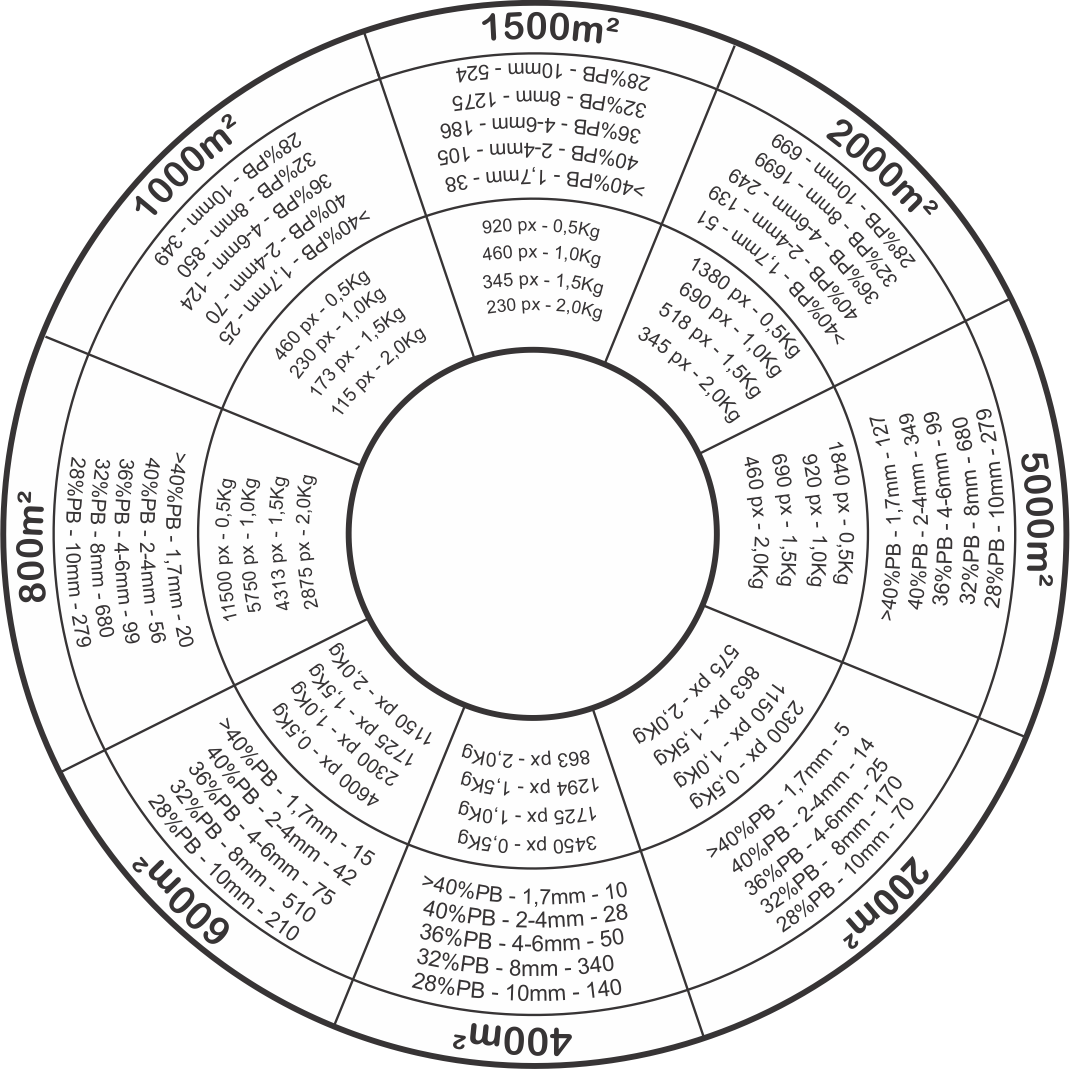 1500m²
28%PB - 10mm - 524
32%PB - 8mm - 1275
36%PB - 4-6mm - 186
40%PB - 2-4mm - 105
>40%PB - 1,7mm - 38
920 px - 0,5Kg
460 px - 1,0Kg
345 px - 1,5Kg
230 px - 2,0Kg
2000m²
28%PB - 10mm - 699
32%PB - 8mm - 1699
36%PB - 4-6mm - 249
40%PB - 2-4mm - 139
>40%PB - 1,7mm - 51
1380 px - 0,5Kg
690 px - 1,0Kg
518 px - 1,5Kg
345 px - 2,0Kg
5000m²
>40%PB - 1,7mm - 127
40%PB - 2-4mm - 349
36%PB - 4-6mm - 99
32%PB - 8mm - 680
28%PB - 10mm - 279
1840 px - 0,5Kg
920 px - 1,0Kg
690 px - 1,5Kg
460 px - 2,0Kg
200m²
>40%PB - 1,7mm - 5
40%PB - 2-4mm - 14
36%PB - 4-6mm - 25
32%PB - 8mm - 170
28%PB - 10mm - 70
2300 px - 0,5Kg
1150 px - 1,0Kg
863 px - 1,5Kg
575 px - 2,0Kg
400m²
>40%PB - 1,7mm - 10
40%PB - 2-4mm - 28
36%PB - 4-6mm - 50
32%PB - 8mm - 340
28%PB - 10mm - 140
3450 px - 0,5Kg
1725 px - 1,0Kg
1294 px - 1,5Kg
863 px - 2,0Kg
600m²
>40%PB - 1,7mm - 15
40%PB - 2-4mm - 42
36%PB - 4-6mm - 75
32%PB - 8mm - 510
28%PB - 10mm - 210
4600 px - 0,5Kg
2300 px - 1,0Kg
1725 px - 1,5Kg
1150 px - 2,0Kg
800m²
>40%PB - 1,7mm - 20
40%PB - 2-4mm - 56
36%PB - 4-6mm - 99
32%PB - 8mm - 680
28%PB - 10mm - 279
11500 px - 0,5Kg
5750 px - 1,0Kg
4313 px - 1,5Kg
2875 px - 2,0Kg
1000m²
28%PB - 10mm - 349
32%PB - 8mm - 850
36%PB - 4-6mm - 124
40%PB - 2-4mm - 70
>40%PB - 1,7mm - 25
460 px - 0,5Kg
230 px - 1,0Kg
173 px - 1,5Kg
115 px - 2,0Kg